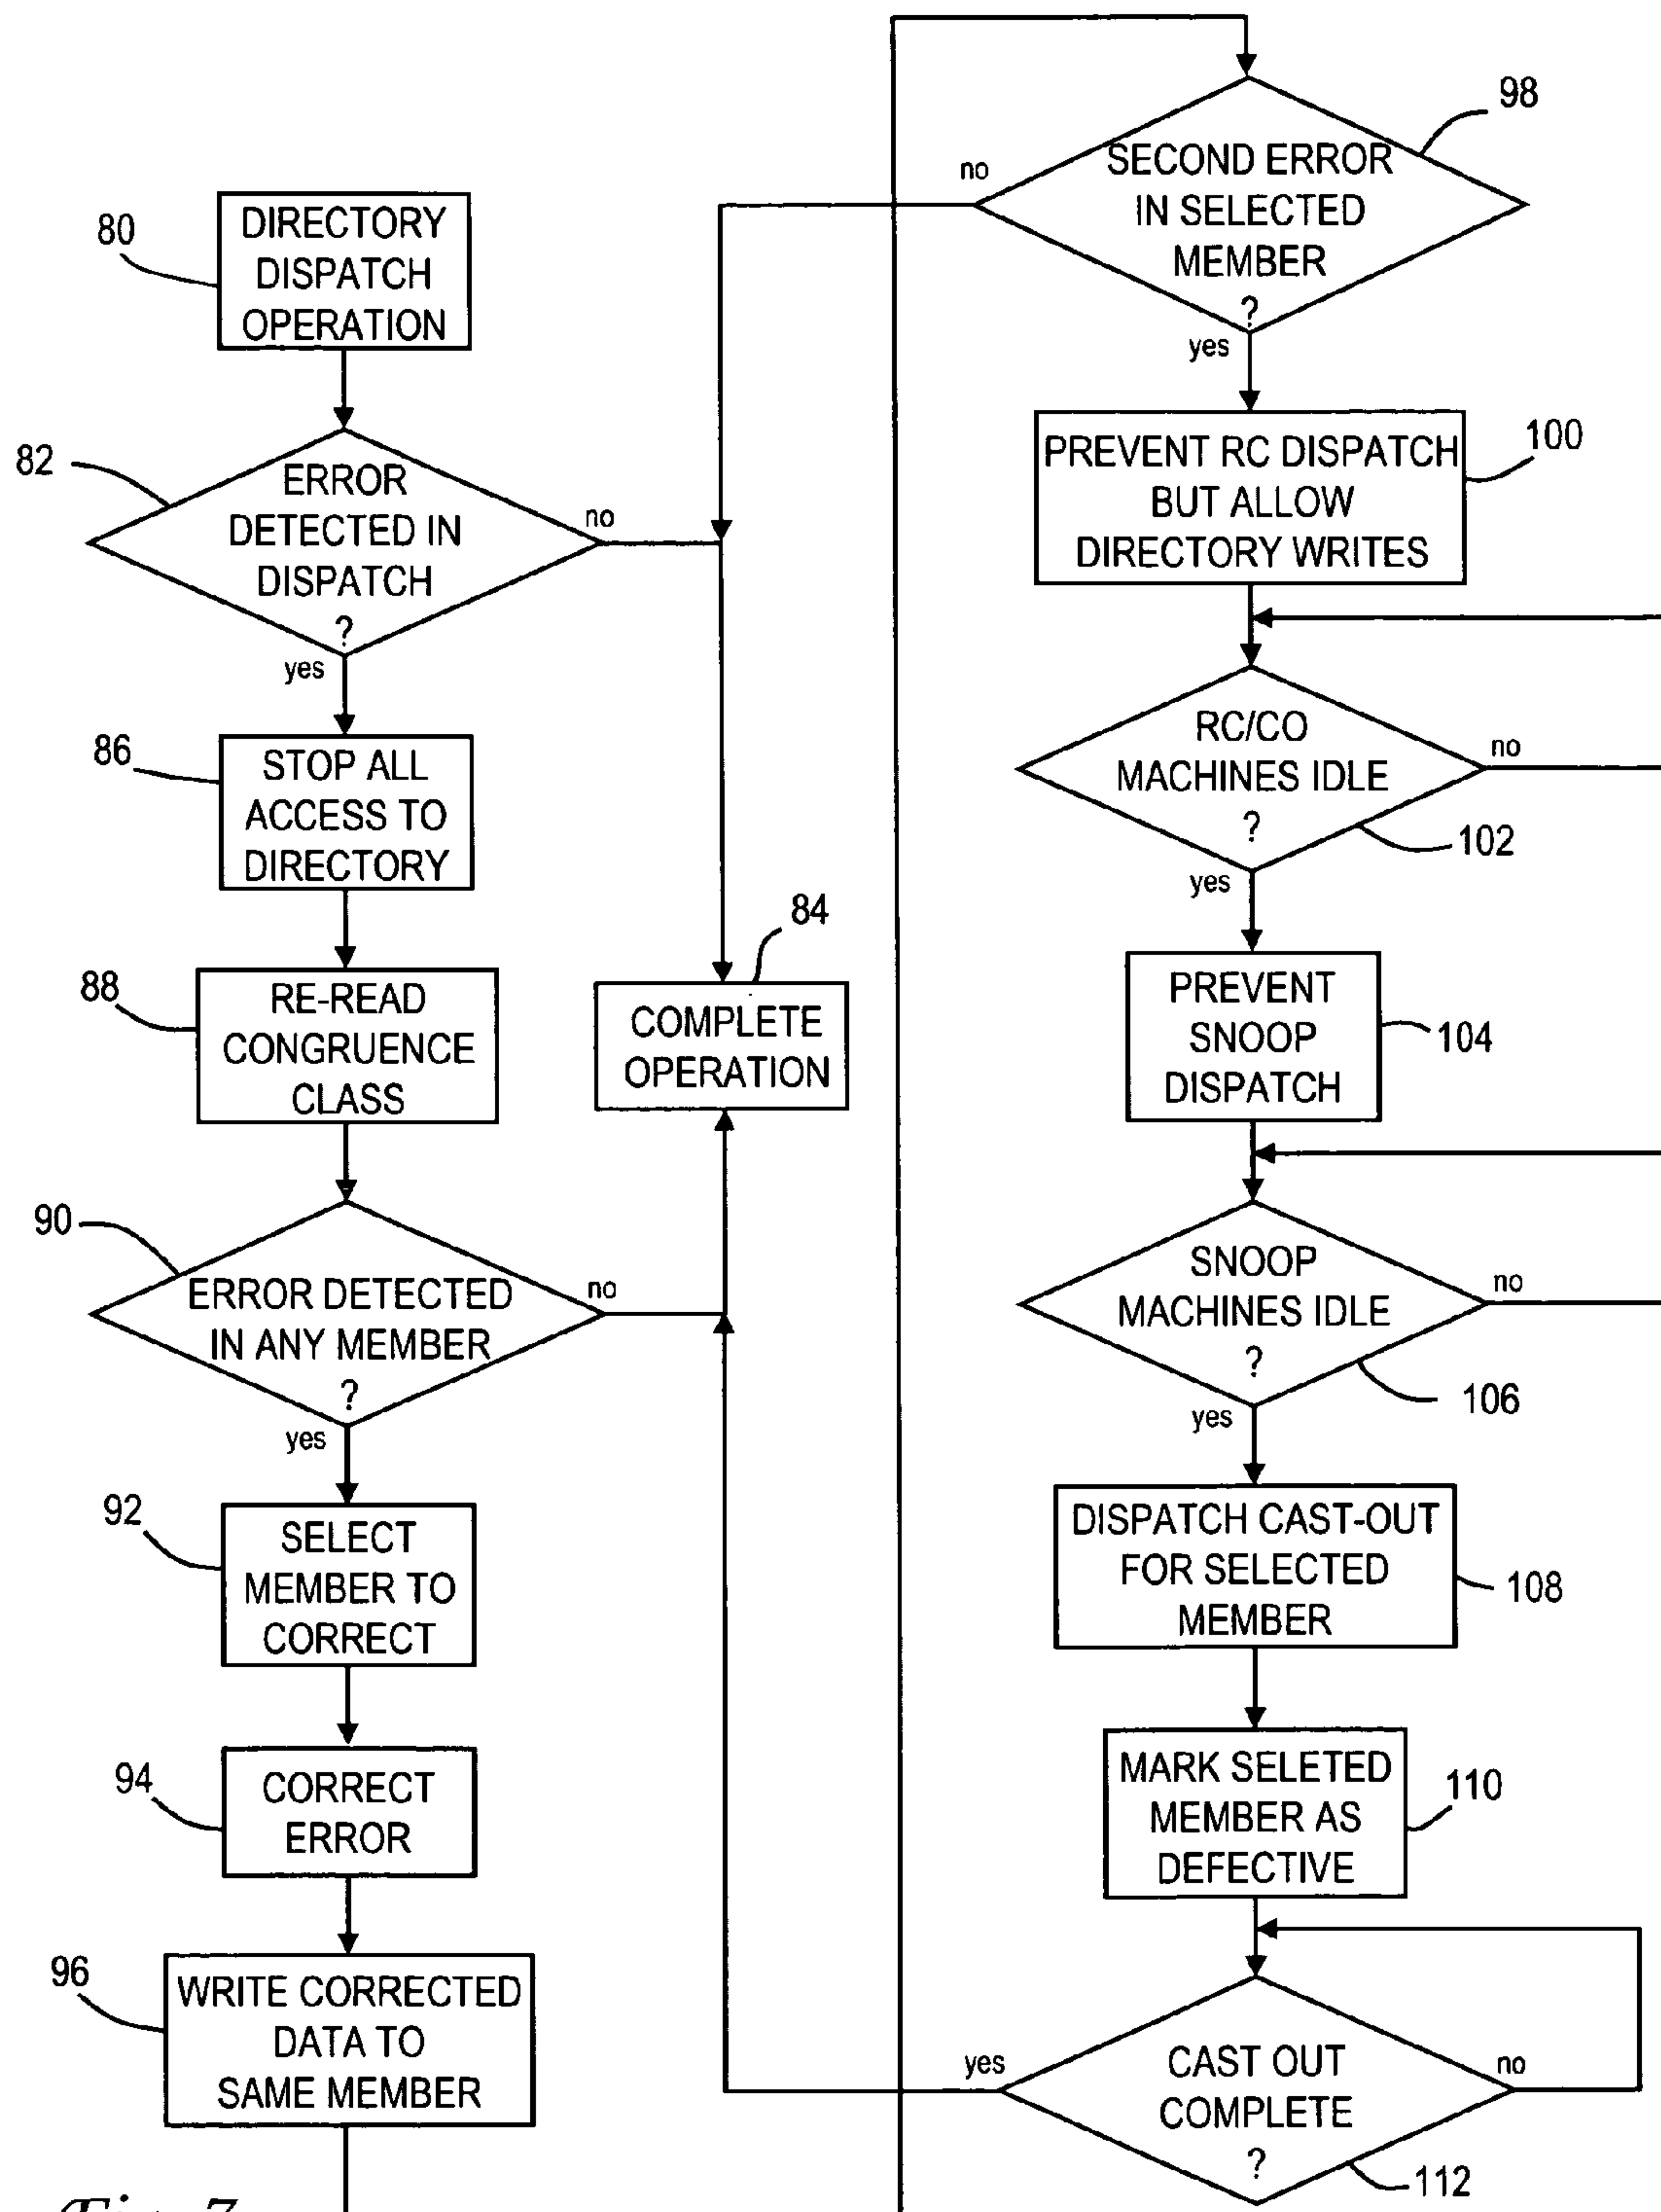 80
DIRECTORY
DISPATCH
OPERATION
82
ERROR
DETECTED IN
DISPATCH
?
no
yes
86
STOP ALL
ACCESS TO
DIRECTORY
88
RE-READ
CONGRUENCE
CLASS
84
COMPLETE
OPERATION
90
ERROR DETECTED
IN ANY MEMBER
?
no
yes
92
SELECT
MEMBER TO
CORRECT
94
CORRECT
ERROR
96
WRITE CORRECTED
DATA TO
SAME MEMBER
98
SECOND ERROR
IN SELECTED
MEMBER
?
no
yes
100
PREVENT RC DISPATCH
BUT ALLOW
DIRECTORY WRITES
RC/CO
MACHINES IDLE
?
no
102
yes
PREVENT
SNOOP
DISPATCH
104
SNOOP
MACHINES IDLE
?
no
106
yes
DISPATCH CAST-OUT
FOR SELECTED
MEMBER
108
MARK SELETED
MEMBER AS
DEFECTIVE
110
yes
CAST OUT
COMPLETE
?
no
112